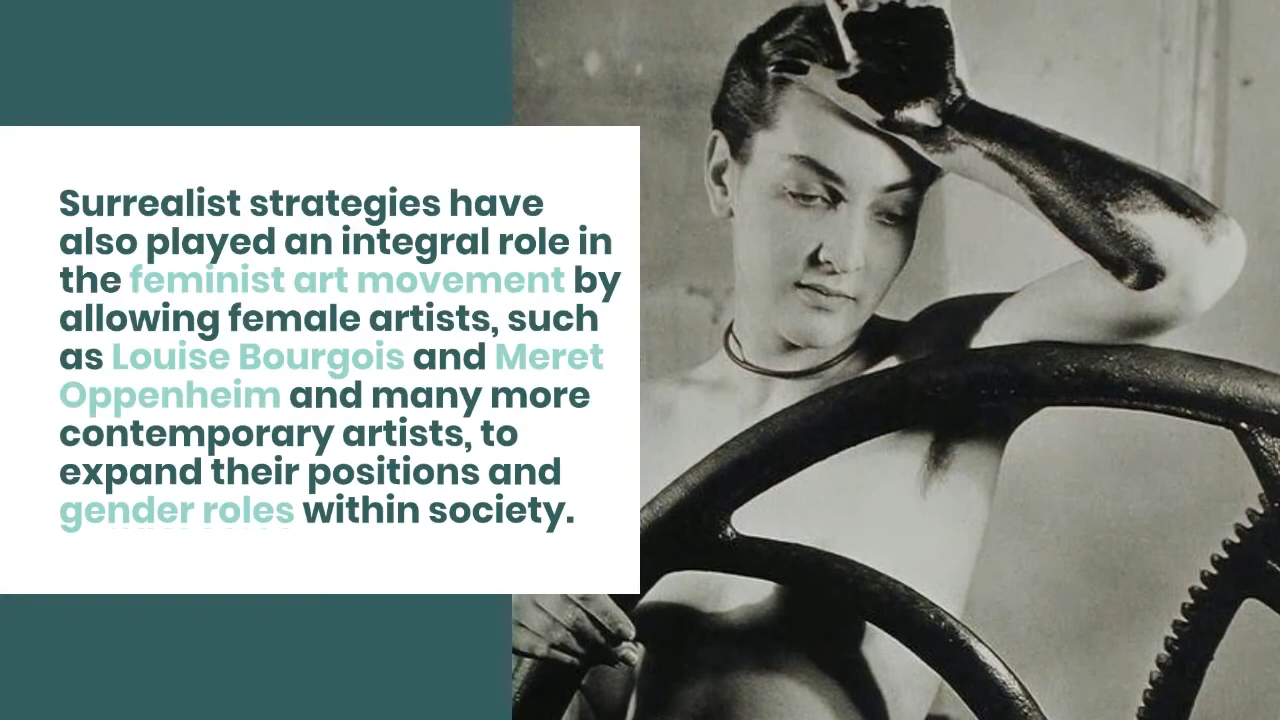 Surrealist strategies have
also played an integral role in
the feminist art movement by
allowing female artists, such
as Louise Bourgois and Meret
Oppenheim and many more
contemporary artists, to
expand their positions and
gender roles within society.